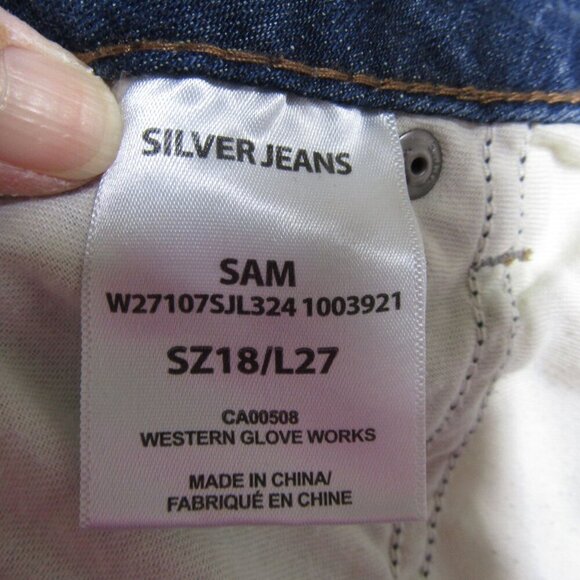 SILVER JEANS
SAM
W27107SJL324 1003921
SZ18/L27
CA00508
WESTERN GLOVE WORKS
MADE IN CHINA/
FABRIQUÉ EN CHINE